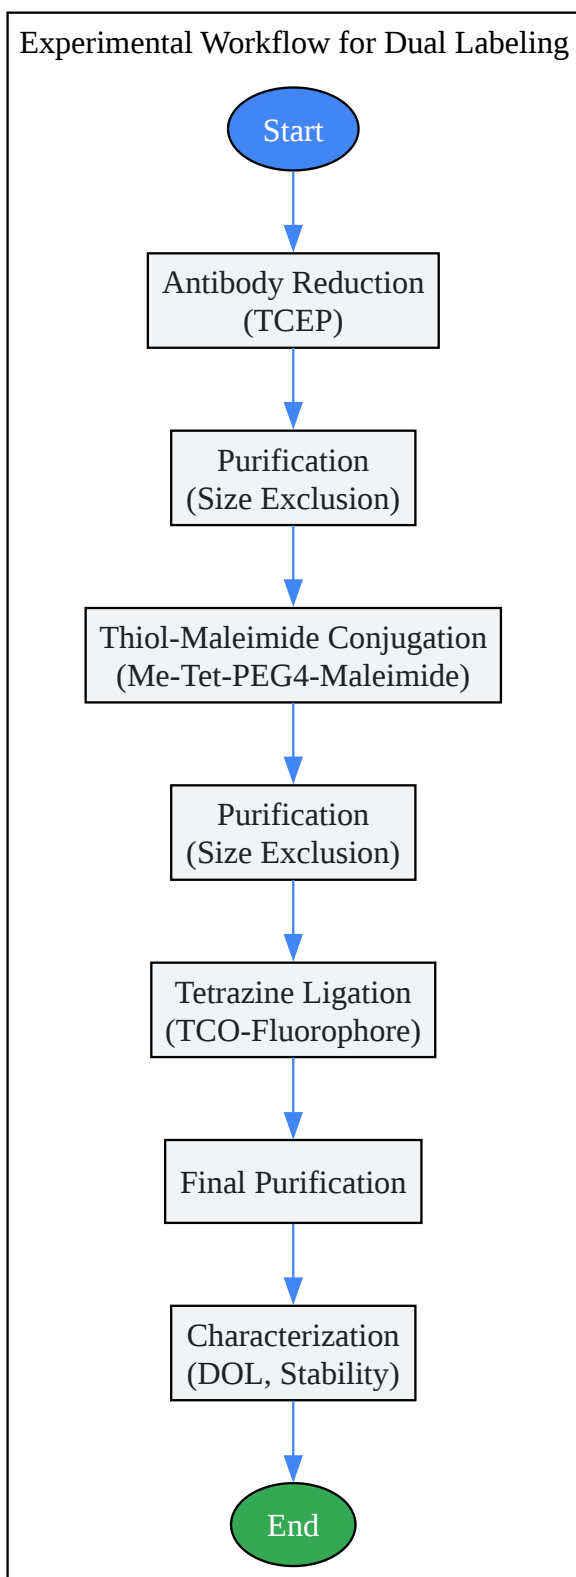 Experimental Workflow for Dual Labeling
Start
Antibody Reduction
(TCEP)
Purification
(Size Exclusion)
Thiol-Maleimide Conjugation
(Me-Tet-PEG4-Maleimide)
Purification
(Size Exclusion)
Tetrazine Ligation
(TCO-Fluorophore)
Final Purification
Characterization
(DOL, Stability)
End